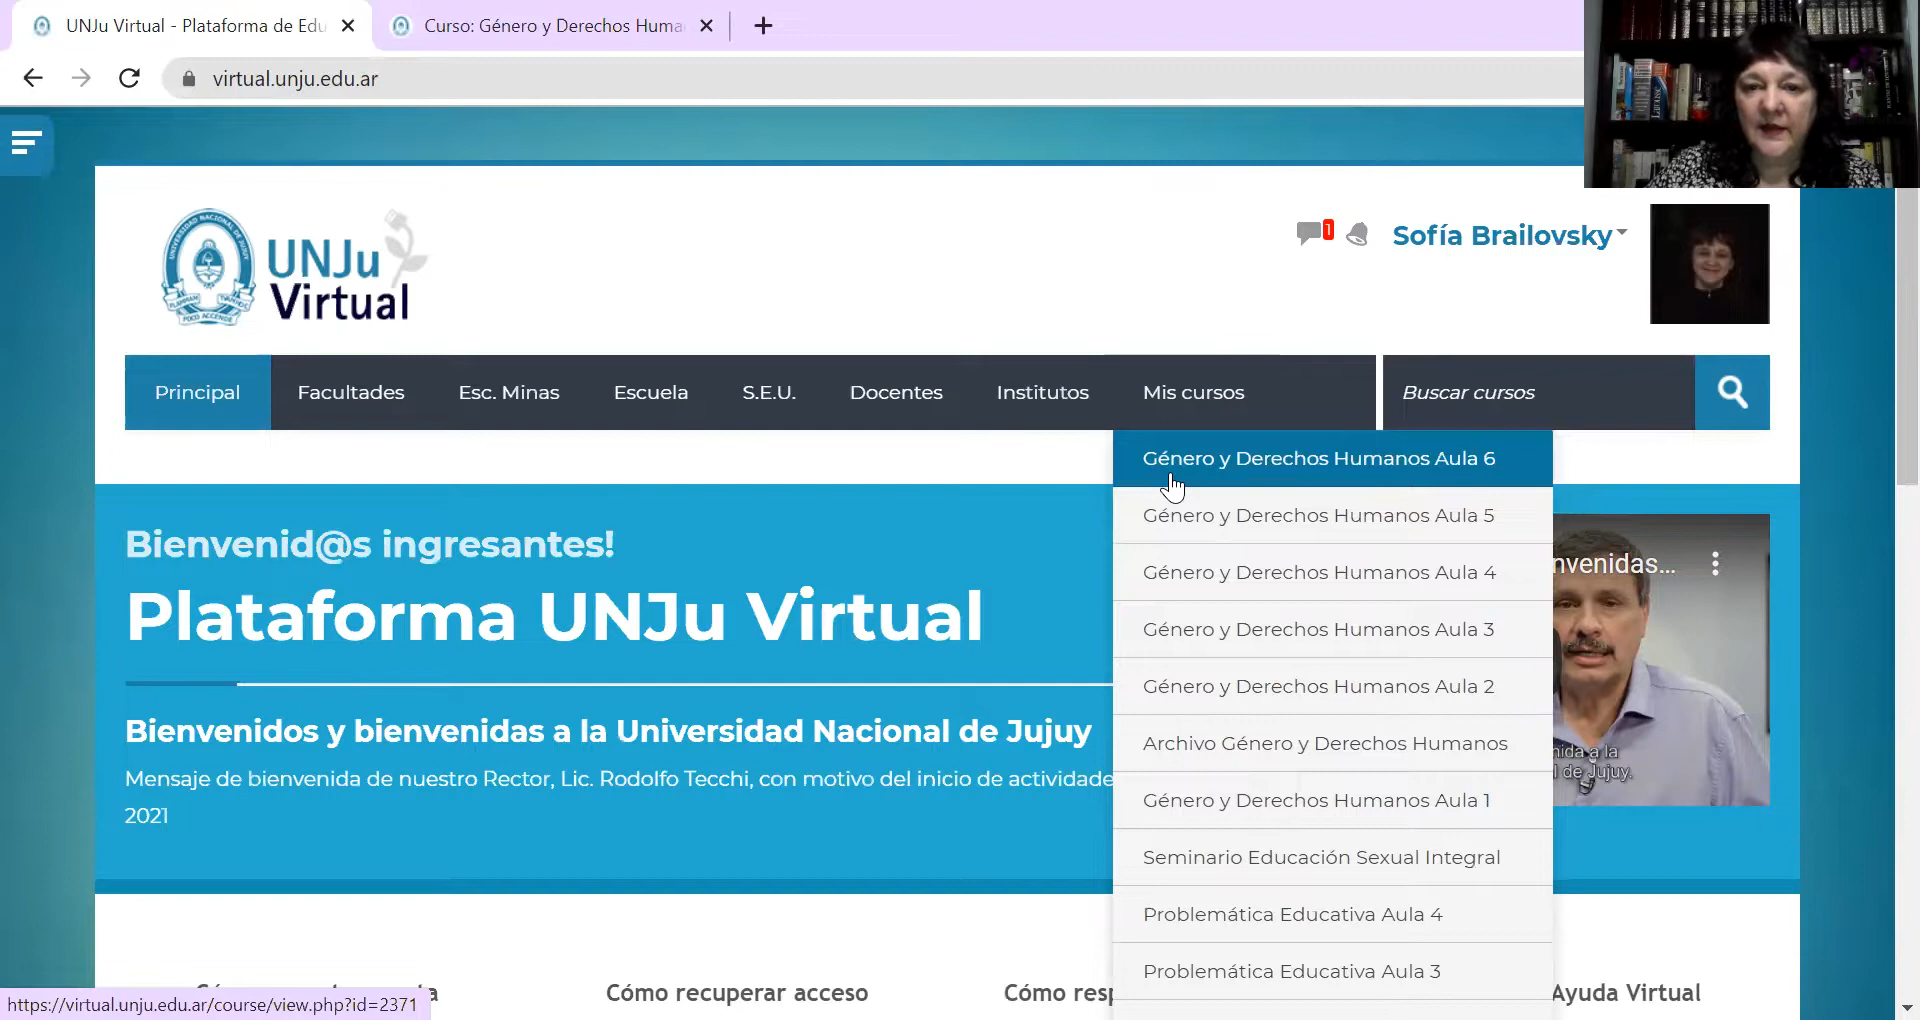 UNJu Virtual - Plataforma de Edu
Curso: Género y Derechos Huma
virtual.unju.edu.ar
UNIVERSIDAD NACIONAL DE JUJUY
UNJu
Virtual
1
Sofía Brailovsky
Principal
Facultades
Esc. Minas
Escuela
S.E.U.
Docentes
Institutos
Mis cursos
Buscar cursos
Género y Derechos Humanos Aula 6
Género y Derechos Humanos Aula 5
Género y Derechos Humanos Aula 4
Género y Derechos Humanos Aula 3
Género y Derechos Humanos Aula 2
Archivo Género y Derechos Humanos
Género y Derechos Humanos Aula 1
Seminario Educación Sexual Integral
Problemática Educativa Aula 4
Problemática Educativa Aula 3
Bienvenid@s ingresantes!
Plataforma UNJu Virtual
Bienvenidos y bienvenidas a la Universidad Nacional de Jujuy
Mensaje de bienvenida de nuestro Rector, Lic. Rodolfo Tecchi, con motivo del inicio de actividade
2021
nvenidas...
nida a la
l de Jujuy.
Cómo recuperar acceso
Cómo resp
Ayuda Virtual
https://virtual.unju.edu.ar/course/view.php?id=2371